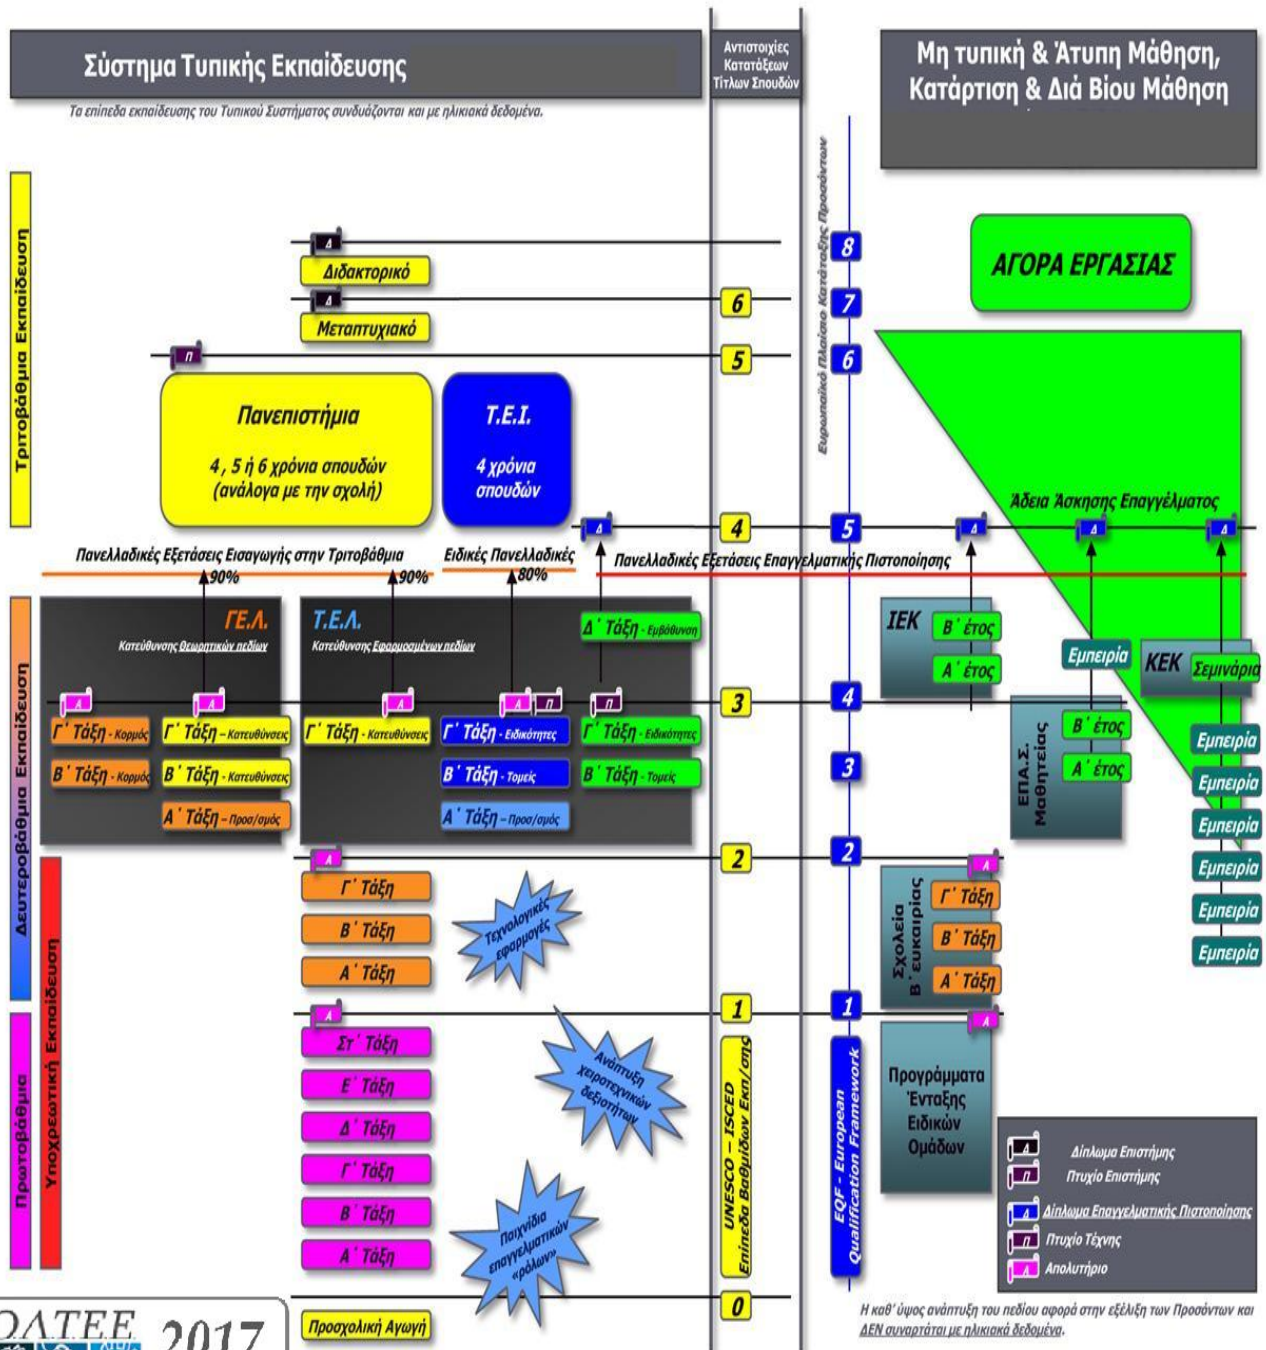 Σύστημα Τυπικής Εκπαίδευσης
Τα επίπεδα εκπαίδευσης του Τυπικού Συστήματος συνδυάζονται και με ηλικιακά δεδομένα.
Αντιστοιχίες
Κατατάξεων
Τίτλων Σπουδών
Μη τυπική & Άτυπη Μάθηση,
Κατάρτιση & Διά Βίου Μάθηση
Τριτοβάθμια Εκπαίδευση
Δευτεροβάθμια Εκπαίδευση
Πρωτοβάθμια
Υποχρεωτική Εκπαίδευση
Δ
Διδακτορικό
Δ
Μεταπτυχιακό
Π
Πανεπιστήμια
4, 5 ή 6 χρόνια σπουδών
(ανάλογα με την σχολή)
Τ.Ε.Ι.
4 χρόνια
σπουδών
Δ
Πανελλαδικές Εξετάσεις Εισαγωγής στην Τριτοβάθμια
90%
90%
Ειδικές Πανελλαδικές
80%
Πανελλαδικές Εξετάσεις Επαγγελματικής Πιστοποίησης
ΓΕ.Λ.
Κατεύθυνσης Θεωρητικών πεδίων
Τ.Ε.Λ.
Κατεύθυνσης Εφαρμοσμένων πεδίων
Δ΄ Τάξη - Εμβάθυνση
Α
Α
Α
Α
Π
Π
Γ΄ Τάξη - Κορμός
Γ΄ Τάξη – Κατευθύνσεις
Γ΄ Τάξη - Κατευθύνσεις
Γ΄ Τάξη - Ειδικότητες
Γ΄ Τάξη - Ειδικότητες
Β΄ Τάξη - Κορμός
Β΄ Τάξη - Κατευθύνσεις
Β΄ Τάξη - Τομείς
Β΄ Τάξη - Τομείς
Α΄ Τάξη – Προσ/σμός
Α΄ Τάξη – Προσ/σμός
Α
Γ΄ Τάξη
Β΄ Τάξη
Α΄ Τάξη
Α
Στ΄ Τάξη
Ε΄ Τάξη
Δ΄ Τάξη
Γ΄ Τάξη
Β΄ Τάξη
Α΄ Τάξη
Προσχολική Αγωγή
Τεχνολογικές
εφαρμογές
Ανάπτυξη
χειροτεχνικών
δεξιοτήτων
Παιχνίδια
επαγγελματικών
«ρόλων»
6
5
4
3
2
1
UNESCO – ISCED
Επίπεδα Βαθμίδων Εκπ/σης
0
Ευρωπαϊκό Πλαίσιο Κατάταξης Προσόντων
8
7
6
5
4
3
2
1
EQF - European
Qualification Framework
ΑΓΟΡΑ ΕΡΓΑΣΙΑΣ
Άδεια Άσκησης Επαγγέλματος
Δ
Δ
Δ
ΙΕΚ
Β΄ έτος
Α΄ έτος
Εμπειρία
ΚΕΚ
Σεμινάρια
ΕΠΑ.Σ.
Μαθητείας
Β΄ έτος
Α΄ έτος
Εμπειρία
Εμπειρία
Εμπειρία
Εμπειρία
Εμπειρία
Εμπειρία
Α
Σχολεία
Β΄ ευκαιρίας
Γ΄ Τάξη
Β΄ Τάξη
Α΄ Τάξη
Α
Προγράμματα
Ένταξης
Ειδικών
Ομάδων
Δ Δίπλωμα Επιστήμης
Π Πτυχίο Επιστήμης
Δ Δίπλωμα Επαγγελματικής Πιστοποίησης
Π Πτυχίο Τέχνης
Α Απολυτήριο
Η καθ' ύψος ανάπτυξη του πεδίου αφορά στην εξέλιξη των Προσόντων και
ΔΕΝ συναρτάται με ηλικιακά δεδομένα.
ΟΛΤΕΕ
2017